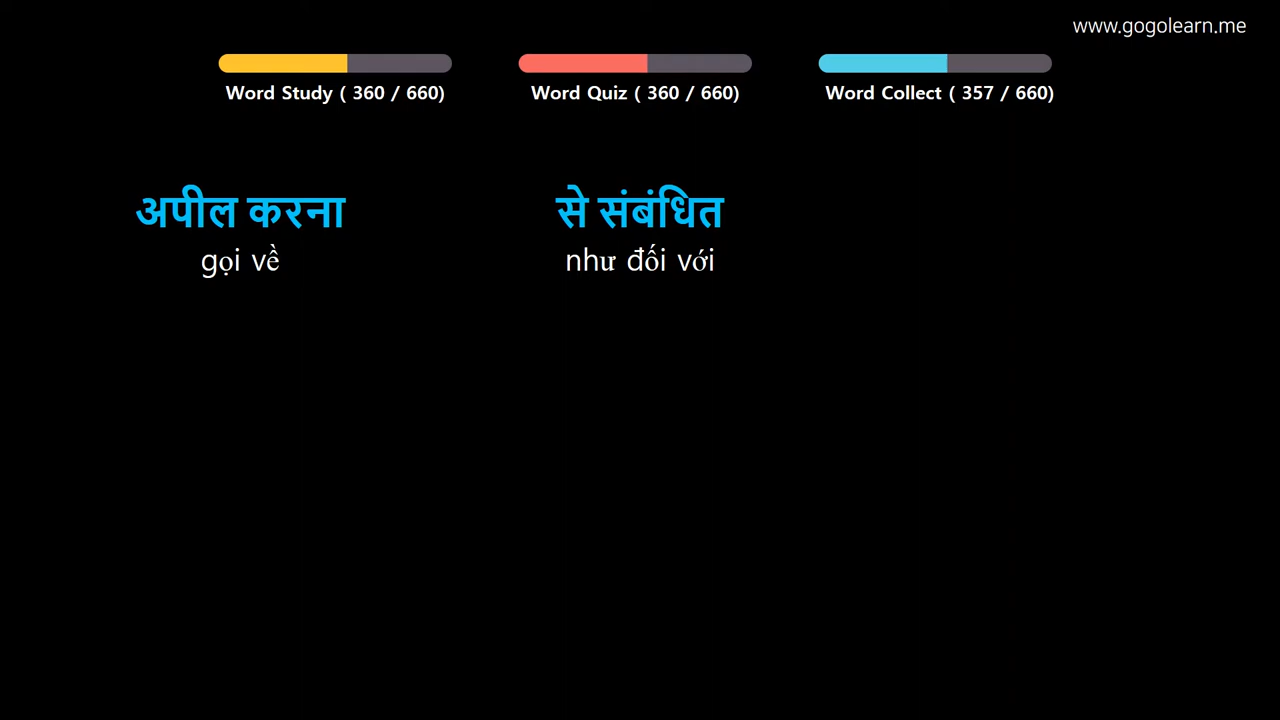 www.gogolearn.me
Word Study ( 360 / 660)
Word Quiz ( 360 / 660)
Word Collect ( 357 / 660)
अपील करना
gọi về
से संबंधित
như đối với